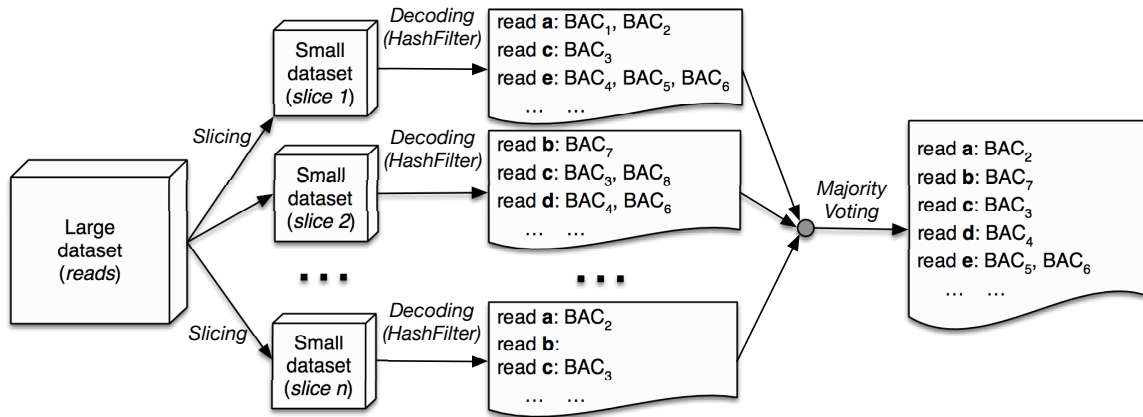 Large
dataset
(reads)
Slicing
Slicing
Small
dataset
(slice 1)
Decoding
(HashFilter)
read a: BAC1, BAC2
read c: BAC3
read e: BAC4, BAC5, BAC6
... ...
Small
dataset
(slice 2)
Decoding
(HashFilter)
read b: BAC7
read c: BAC3, BAC8
read d: BAC4, BAC6
... ...
...
...
Small
dataset
(slice n)
Decoding
(HashFilter)
read a: BAC2
read b:
read c: BAC3
... ...
Majority
Voting
read a: BAC2
read b: BAC7
read c: BAC3
read d: BAC4
read e: BAC5, BAC6
... ...